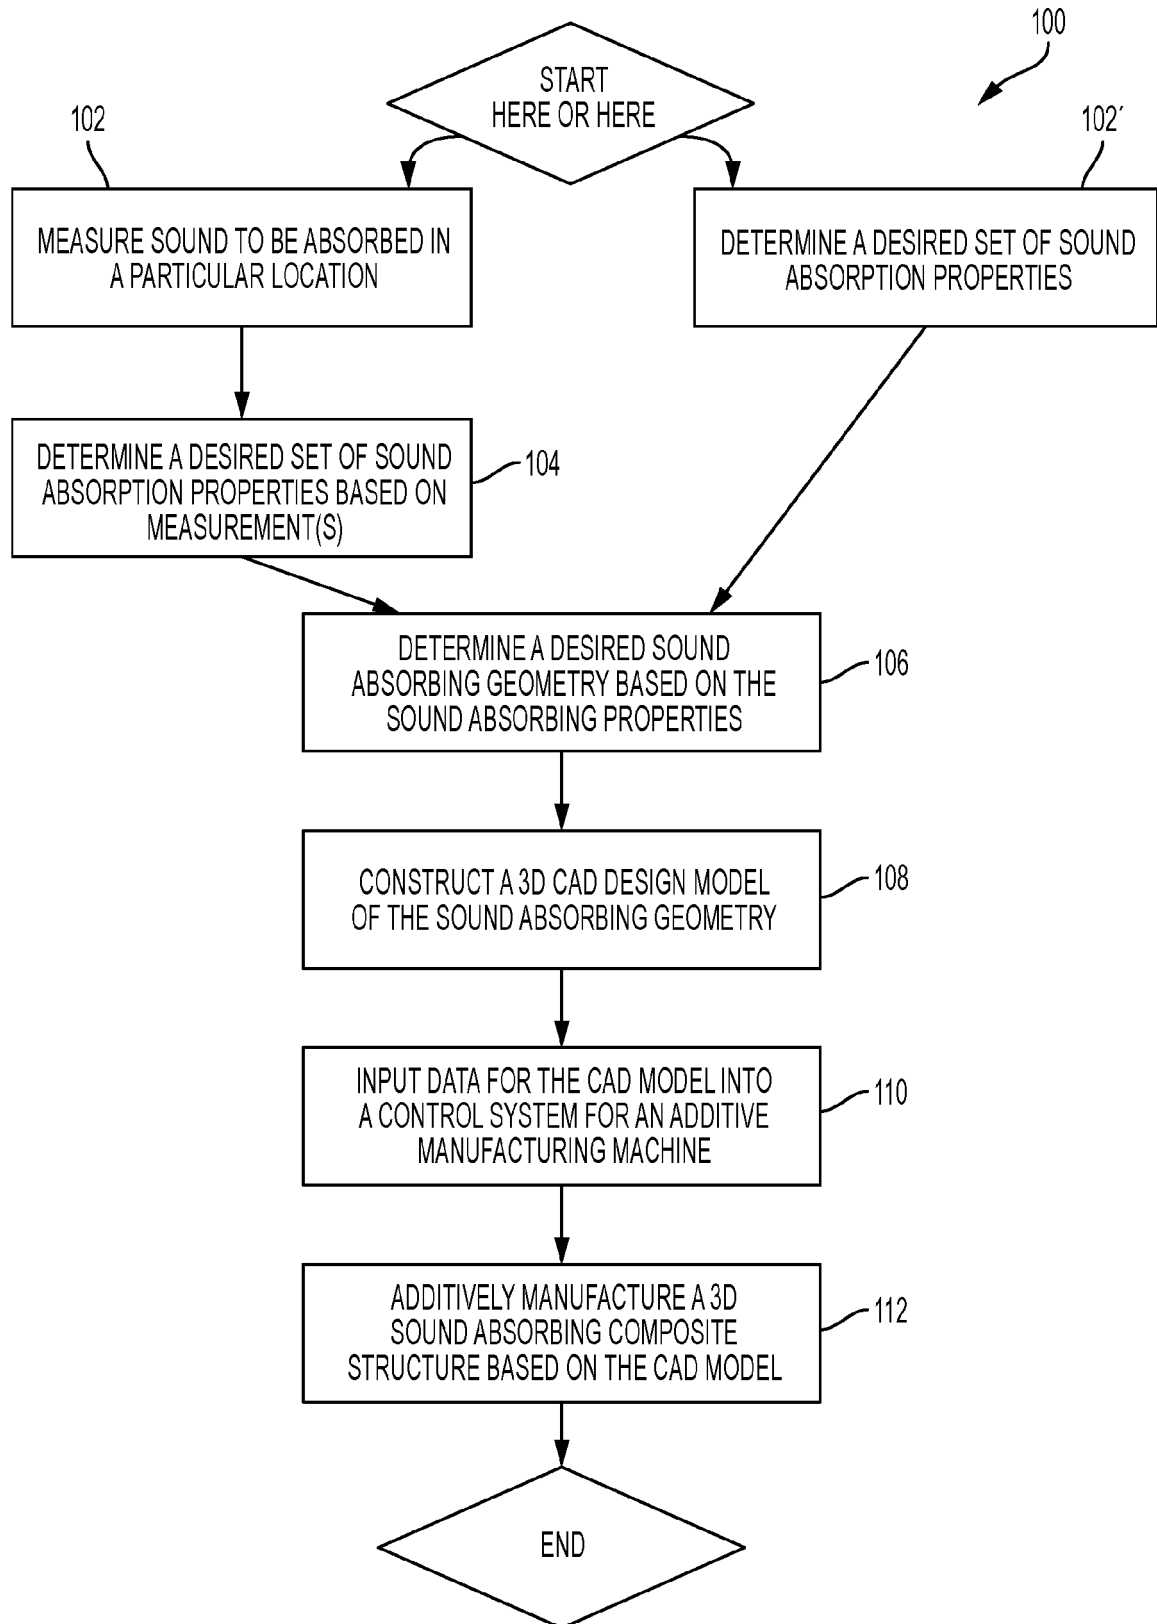 100
START
HERE OR HERE
102
102′
MEASURE SOUND TO BE ABSORBED IN
A PARTICULAR LOCATION
DETERMINE A DESIRED SET OF SOUND
ABSORPTION PROPERTIES
DETERMINE A DESIRED SET OF SOUND
ABSORPTION PROPERTIES BASED ON
MEASUREMENT(S)
104
DETERMINE A DESIRED SOUND
ABSORBING GEOMETRY BASED ON THE
SOUND ABSORBING PROPERTIES
106
CONSTRUCT A 3D CAD DESIGN MODEL
OF THE SOUND ABSORBING GEOMETRY
108
INPUT DATA FOR THE CAD MODEL INTO
A CONTROL SYSTEM FOR AN ADDITIVE
MANUFACTURING MACHINE
110
ADDITIVELY MANUFACTURE A 3D
SOUND ABSORBING COMPOSITE
STRUCTURE BASED ON THE CAD MODEL
112
END